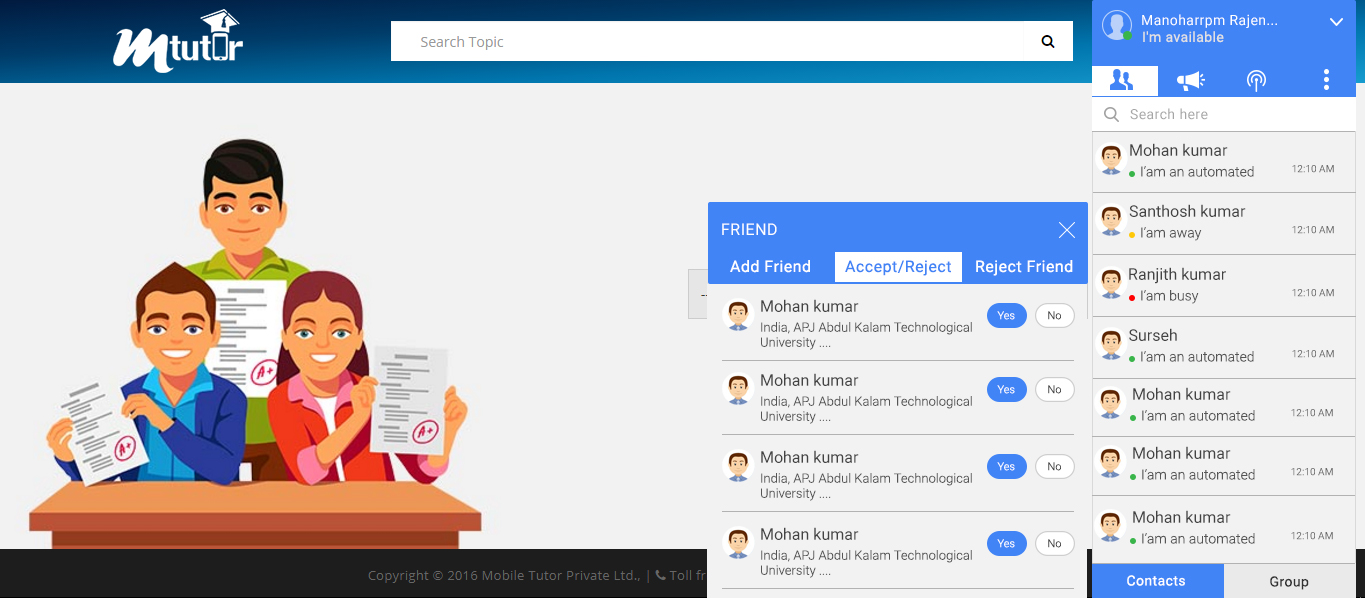 Mtutor
Search Topic
Manoharrpm Rajen...
I'm available
Search here
Mohan kumar
I'am an automated
12:10 AM
Santhosh kumar
I'am away
12:10 AM
Ranjith kumar
I'am busy
12:10 AM
Surseh
I'am an automated
12:10 AM
Mohan kumar
I'am an automated
12:10 AM
Mohan kumar
I'am an automated
12:10 AM
Mohan kumar
I'am an automated
12:10 AM
Contacts Group
FRIEND
Add Friend Accept/Reject Reject Friend
Mohan kumar
India, APJ Abdul Kalam Technological
University ....
Yes No
Mohan kumar
India, APJ Abdul Kalam Technological
University ....
Yes No
Mohan kumar
India, APJ Abdul Kalam Technological
University ....
Yes No
Mohan kumar
India, APJ Abdul Kalam Technological
University ....
Yes No
A+
A+
A+
Copyright © 2016 Mobile Tutor Private Ltd., | Toll fr